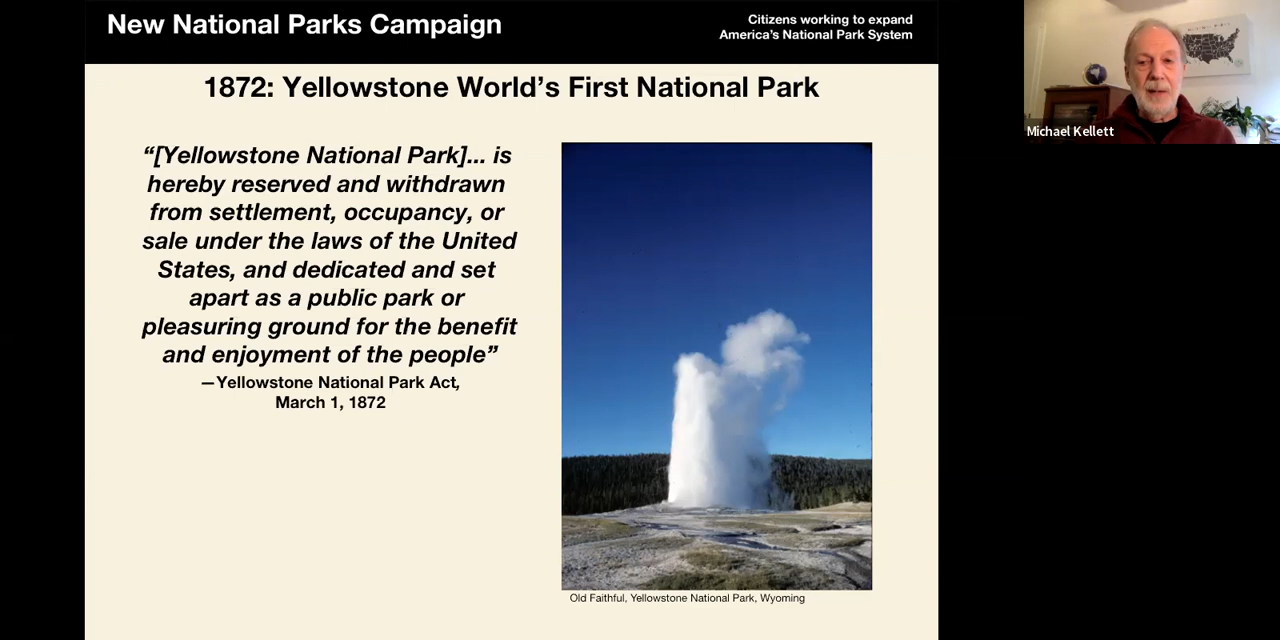 New National Parks Campaign
Citizens working to expand
America's National Park System
1872: Yellowstone World's First National Park
“[Yellowstone National Park]... is
hereby reserved and withdrawn
from settlement, occupancy, or
sale under the laws of the United
States, and dedicated and set
apart as a public park or
pleasuring ground for the benefit
and enjoyment of the people”
—Yellowstone National Park Act,
March 1, 1872
Old Faithful, Yellowstone National Park, Wyoming
Michael Kellett